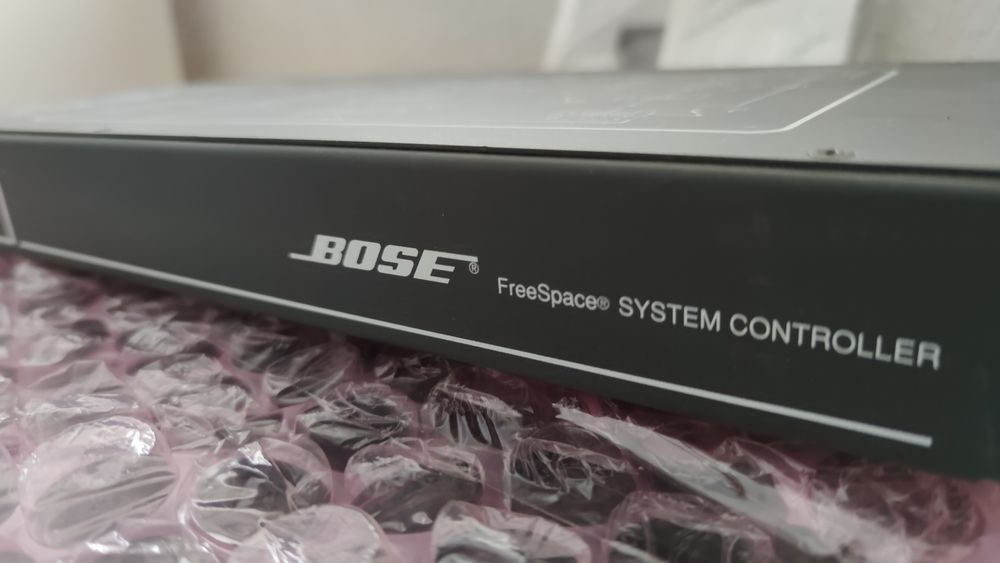 BOSE®
FreeSpace® SYSTEM CONTROLLER